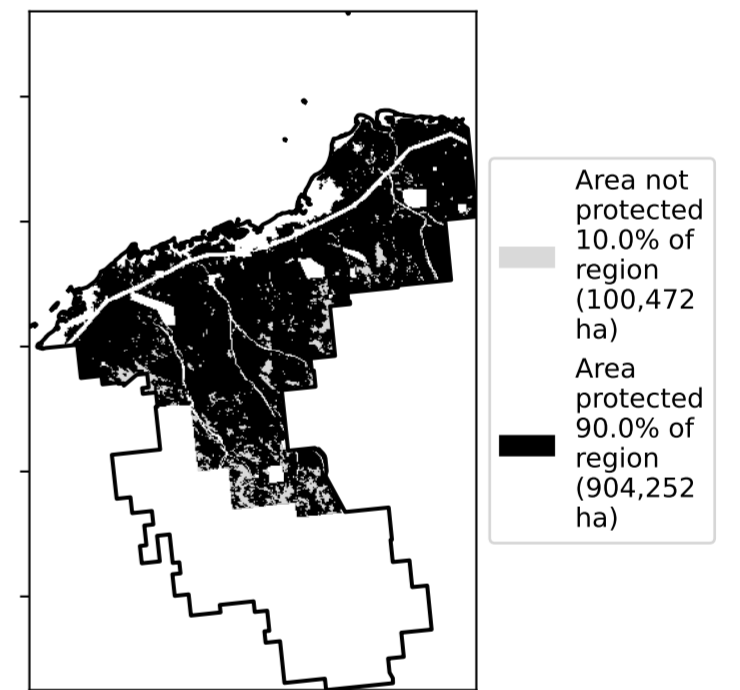 Area not
protected
10.0% of
region
(100,472
ha)
Area
protected
90.0% of
region
(904,252
ha)